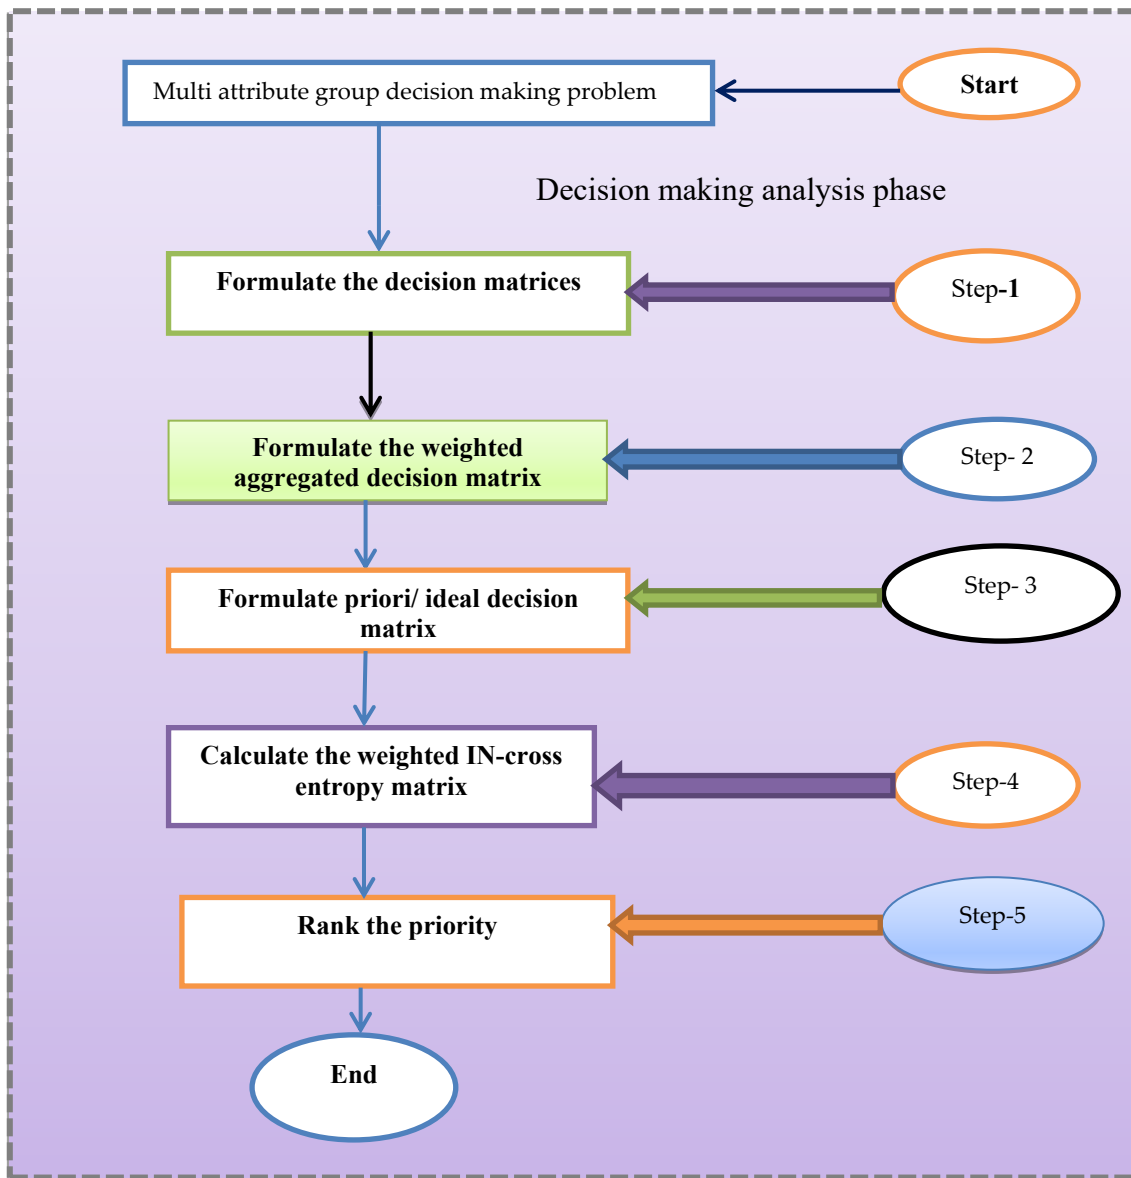 Multi attribute group decision making problem
Start
Decision making analysis phase
Formulate the decision matrices
Step-1
Formulate the weighted
aggregated decision matrix
Step- 2
Formulate priori/ ideal decision
matrix
Step- 3
Calculate the weighted IN-cross
entropy matrix
Step-4
Rank the priority
Step-5
End